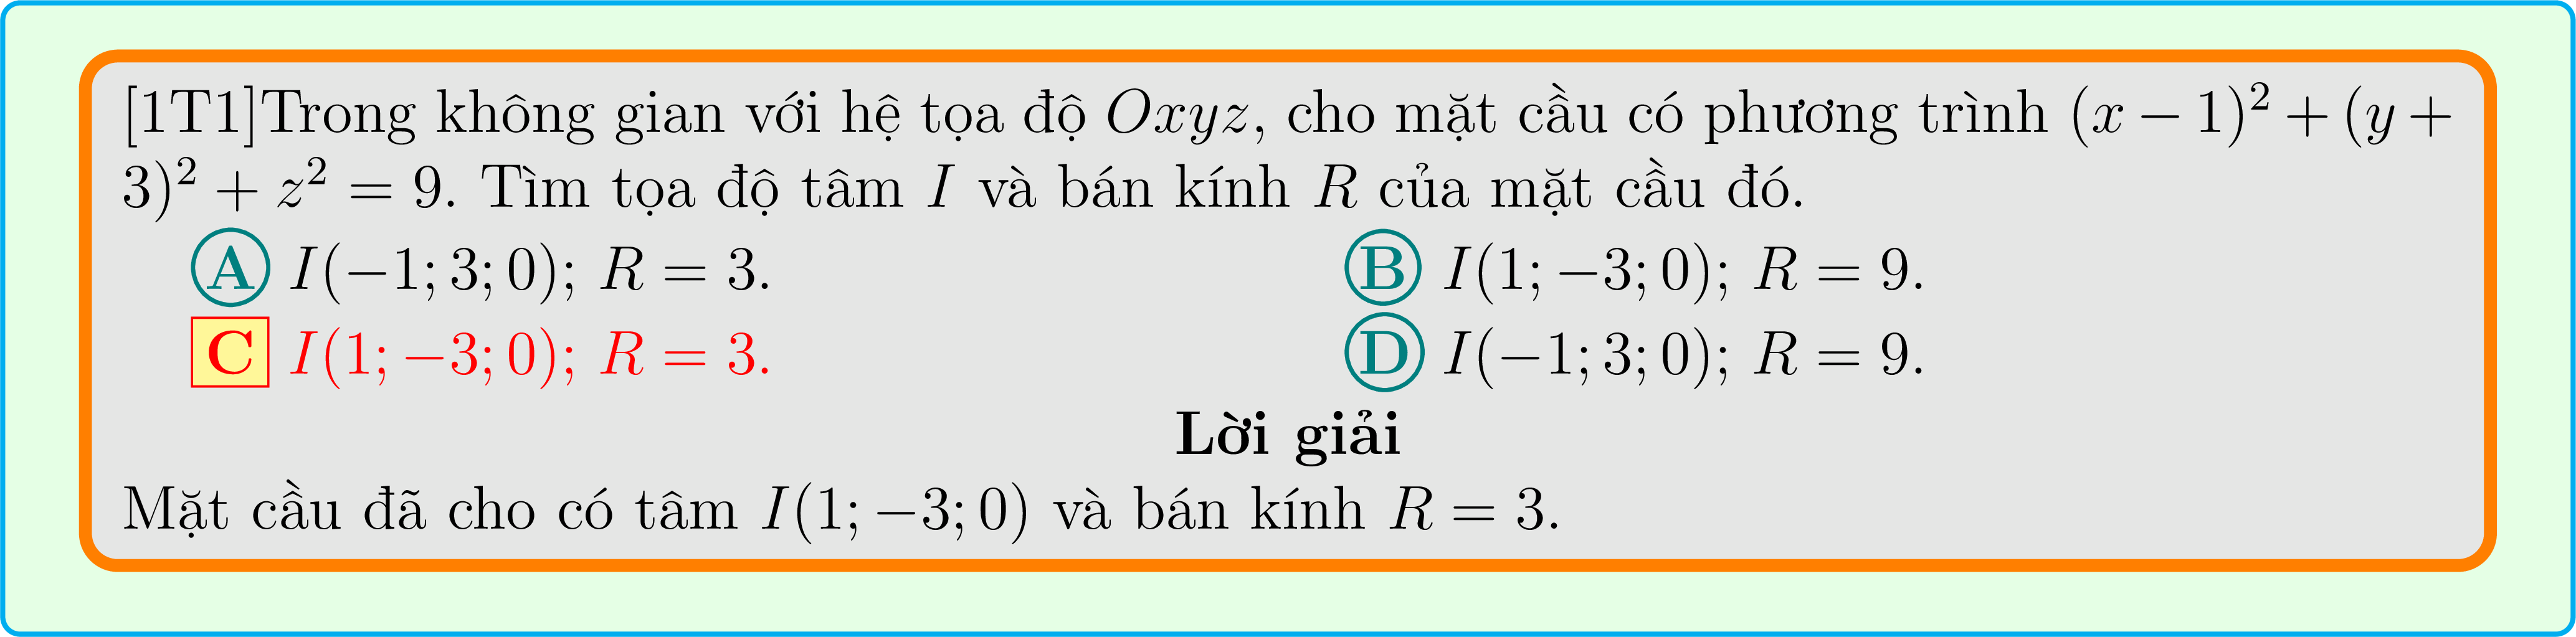 [1T1]Trong không gian với hệ tọa độ Oxyz, cho mặt cầu có phương trình (x − 1)² + (y +
3)² + z² = 9. Tìm tọa độ tâm I và bán kính R của mặt cầu đó.
A I(−1; 3; 0); R = 3. B I(1; −3; 0); R = 9.
C I(1; −3; 0); R = 3. D I(−1; 3; 0); R = 9.
Lời giải
Mặt cầu đã cho có tâm I(1; −3; 0) và bán kính R = 3.